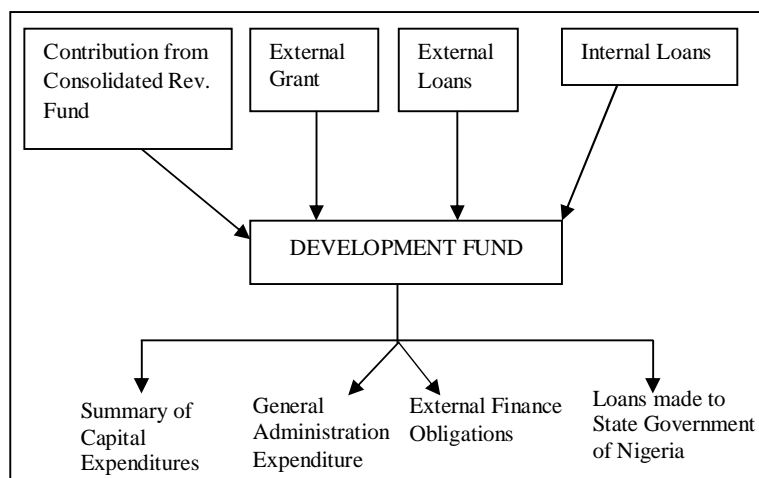 Contribution from
Consolidated Rev.
Fund
External
Grant
External
Loans
Internal Loans
DEVELOPMENT FUND
Summary of
Capital
Expenditures
General
Administration
Expenditure
External Finance
Obligations
Loans made to
State Government
of Nigeria